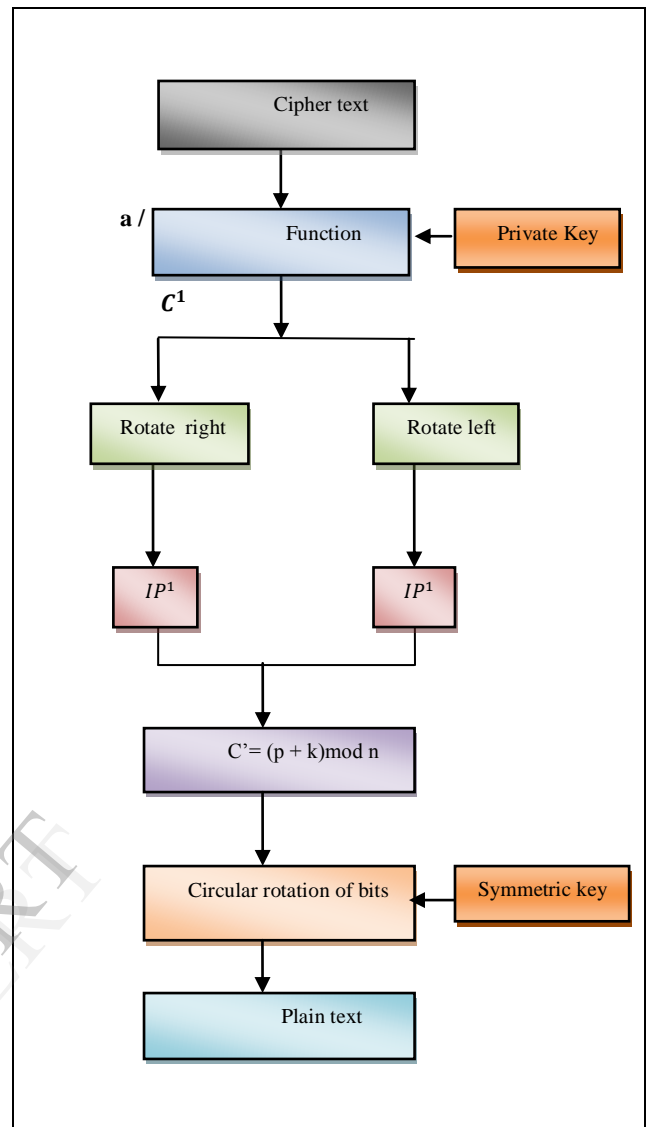 Cipher text
a /
Function
Private Key
C¹
Rotate right
Rotate left
IP¹
IP¹
C’= (p + k)mod n
Circular rotation of bits
Symmetric key
Plain text